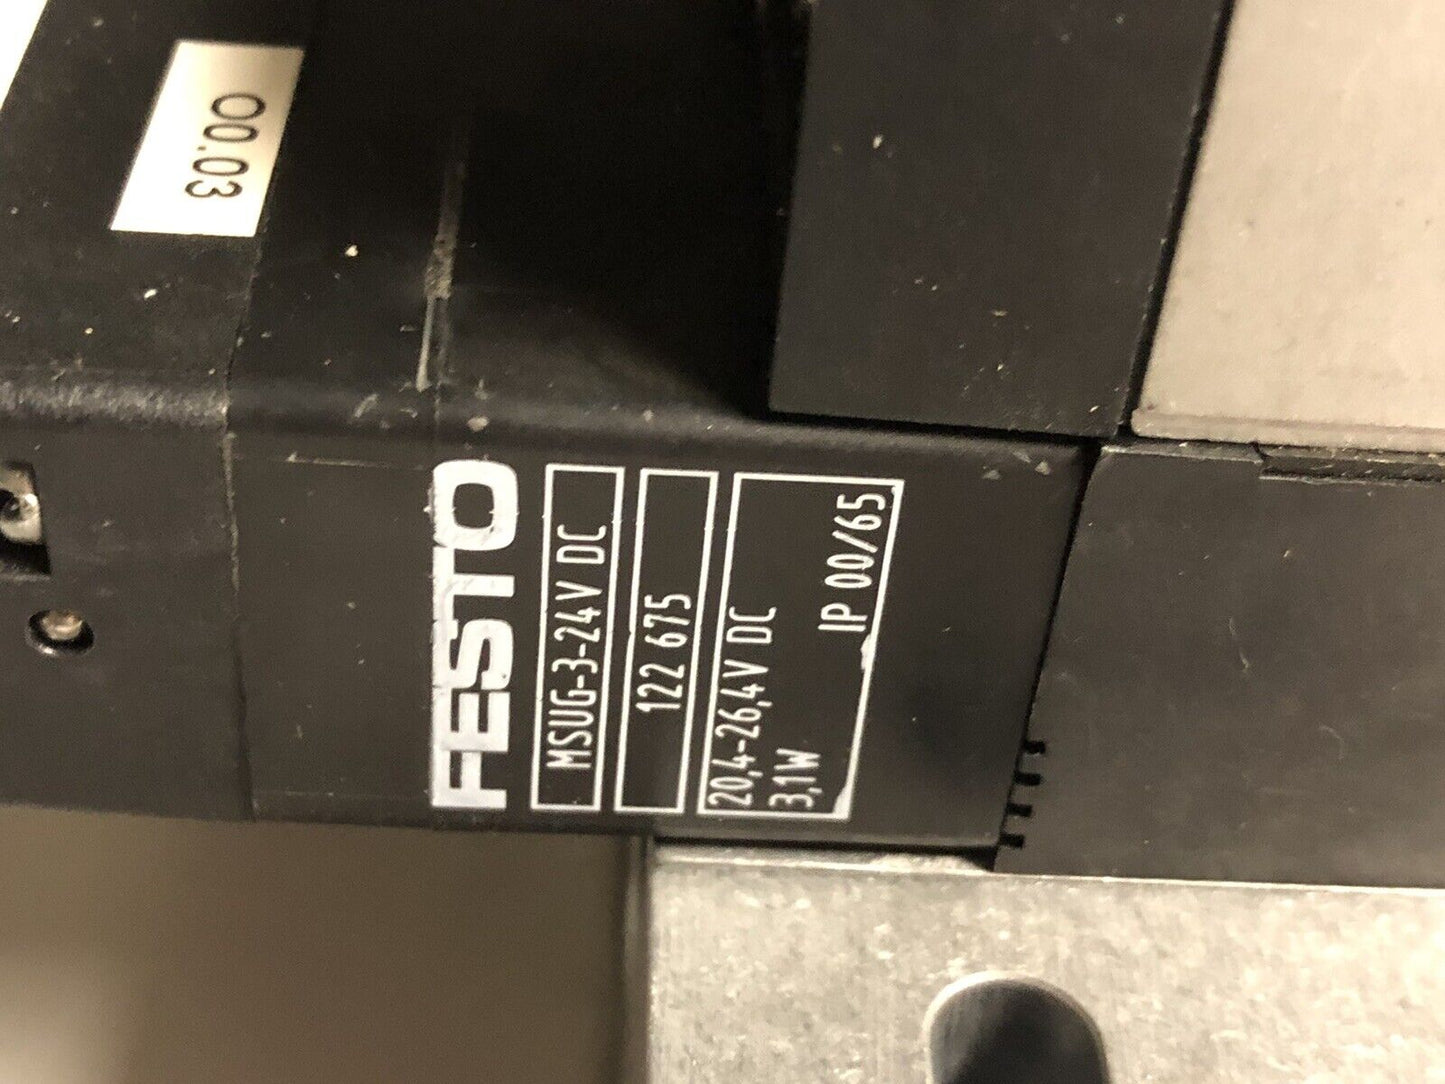 O0.03
FESTO
MSUG-3-24V DC
122 675
20,4-26,4V DC
3,1W
IP 00/65